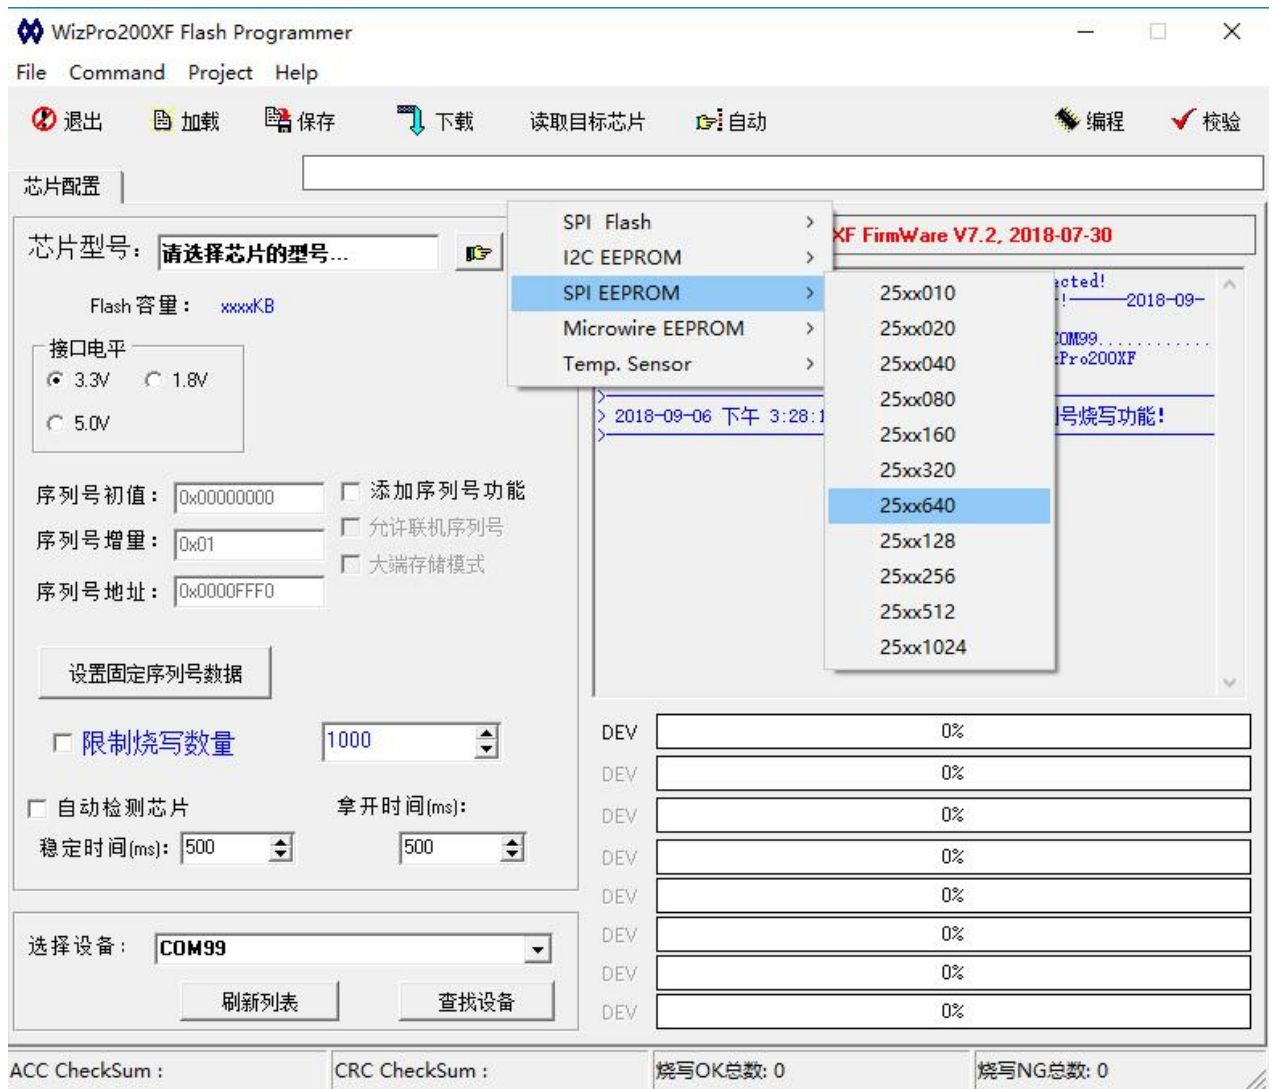 WizPro200XF Flash Programmer
File Command Project Help
退出 加载 保存 下载 读取目标芯片 自动 编程 校验
芯片配置
芯片型号: 请选择芯片的型号...
Flash 容量: xxxxKB
接口电平
3.3V 1.8V
5.0V
序列号初值: 0x00000000 添加序列号功能
允许联机序列号
序列号增量: 0x01
大端存储模式
序列号地址: 0x0000FFF0
设置固定序列号数据
限制烧写数量 1000
自动检测芯片 拿开时间(ms):
稳定时间(ms): 500 500
选择设备: COM99
刷新列表 查找设备
SPI Flash >
I2C EEPROM >
SPI EEPROM >
Microwire EEPROM >
Temp. Sensor >
25xx010
25xx020
25xx040
25xx080
25xx160
25xx320
25xx640
25xx128
25xx256
25xx512
25xx1024
XF FirmWare V7.2, 2018-07-30
ected!
!———2018-09-
COM99............
zPro200XF
>
> 2018-09-06 下午 3:28:1 号烧写功能!
>
DEV 0%
DEV 0%
DEV 0%
DEV 0%
DEV 0%
DEV 0%
DEV 0%
DEV 0%
ACC CheckSum : CRC CheckSum : 烧写OK总数: 0 烧写NG总数: 0